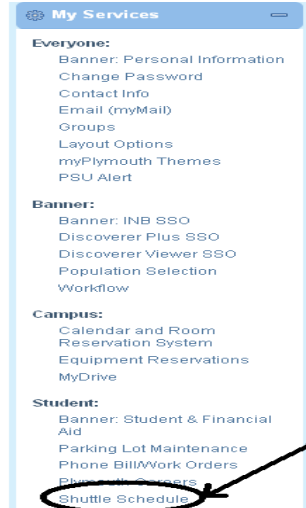 My Services
Everyone:
Banner: Personal Information
Change Password
Contact Info
Email (myMail)
Groups
Layout Options
myPlymouth Themes
PSU Alert
Banner:
Banner: INB SSO
Discoverer Plus SSO
Discoverer Viewer SSO
Population Selection
Workflow
Campus:
Calendar and Room
Reservation System
Equipment Reservations
MyDrive
Student:
Banner: Student & Financial
Aid
Parking Lot Maintenance
Phone Bill/Work Orders
Plymouth Careers
Shuttle Schedule